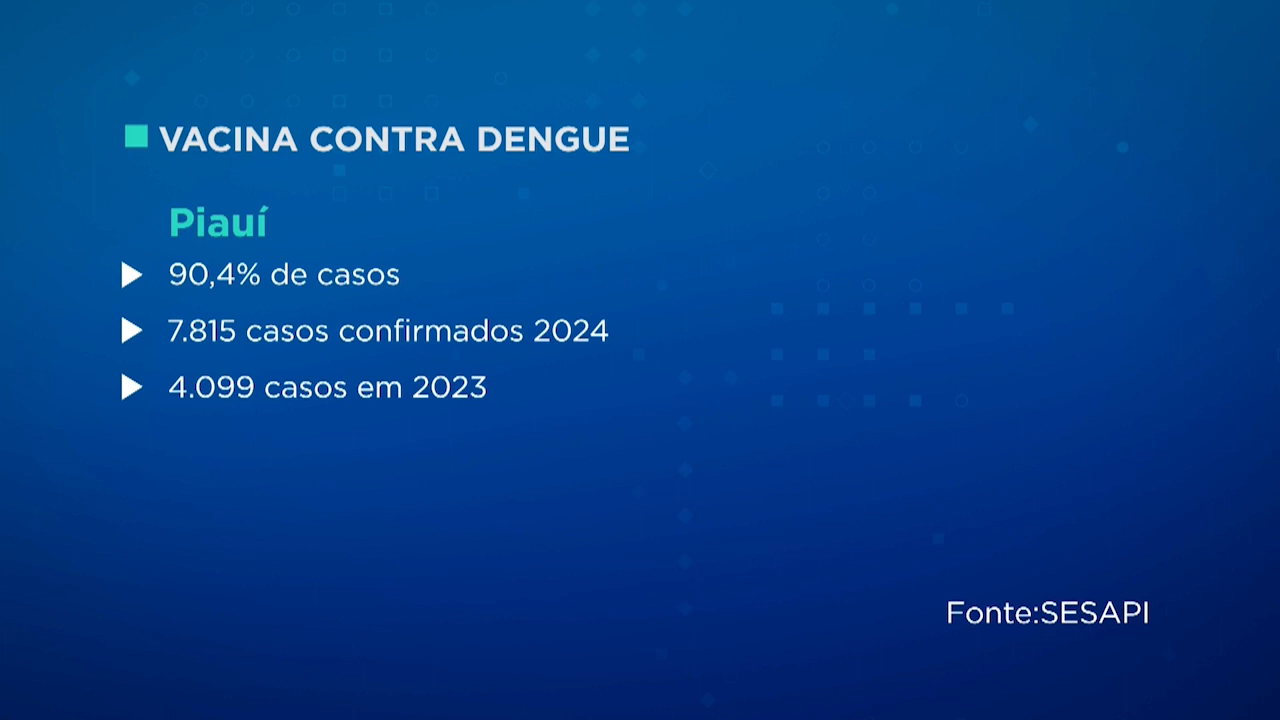 VACINA CONTRA DENGUE
Piauí
90,4% de casos
7.815 casos confirmados 2024
4.099 casos em 2023
Fonte:SESAPI